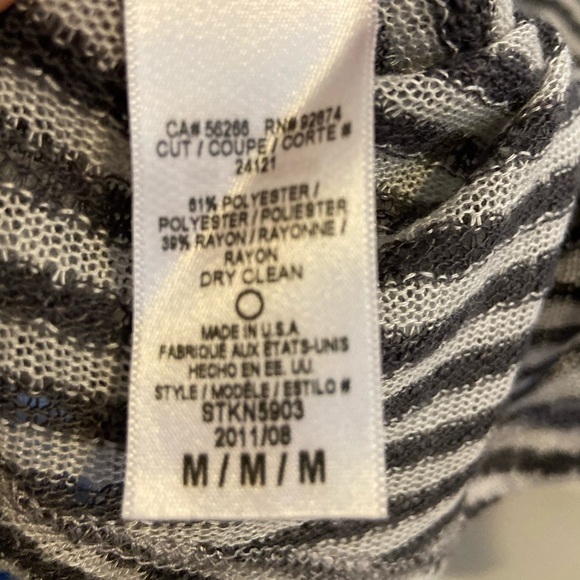 CA# 56266 RN# 92874
CUT / COUPE / CORTE #
24121
61% POLYESTER /
POLYESTER / POLIESTER
39% RAYON / RAYONNE /
RAYON
DRY CLEAN
MADE IN U.S.A
FABRIQUÉ AUX ÉTATS-UNIS
HECHO EN EE. UU.
STYLE / MODÈLE / ESTILO #
STKN5903
2011/08
M / M / M